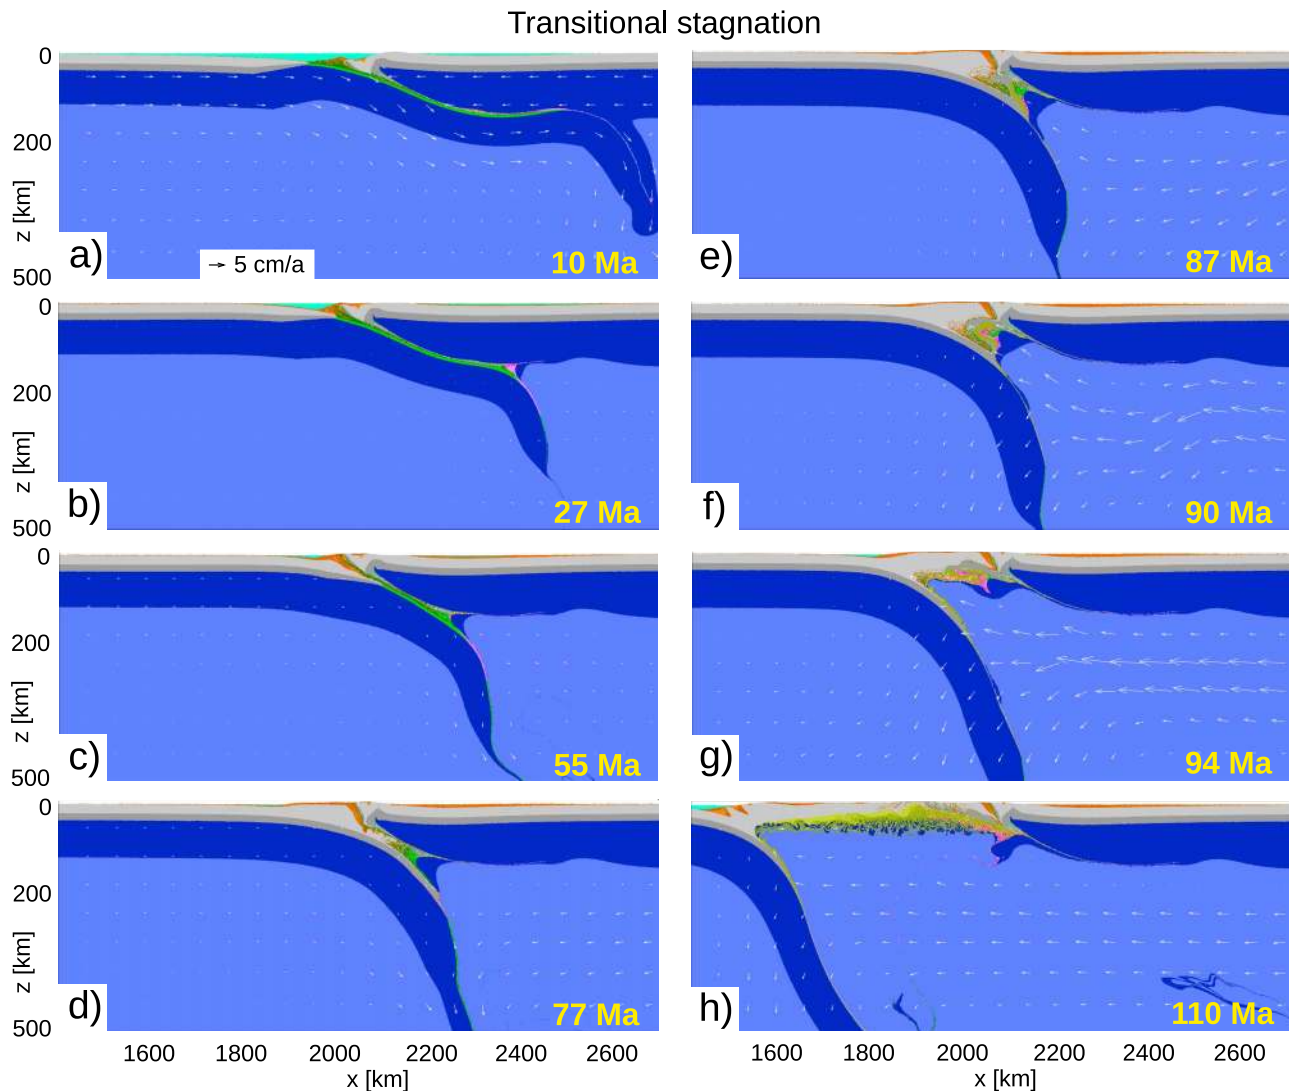 Transitional stagnation
0
200
z [km]
500
a)
5 cm/a
10 Ma
0
200
z [km]
500
b)
27 Ma
0
200
z [km]
500
c)
55 Ma
0
200
z [km]
500
d)
77 Ma
1600 1800 2000 2200 2400 2600
x [km]
e)
87 Ma
f)
90 Ma
g)
94 Ma
h)
110 Ma
1600 1800 2000 2200 2400 2600
x [km]